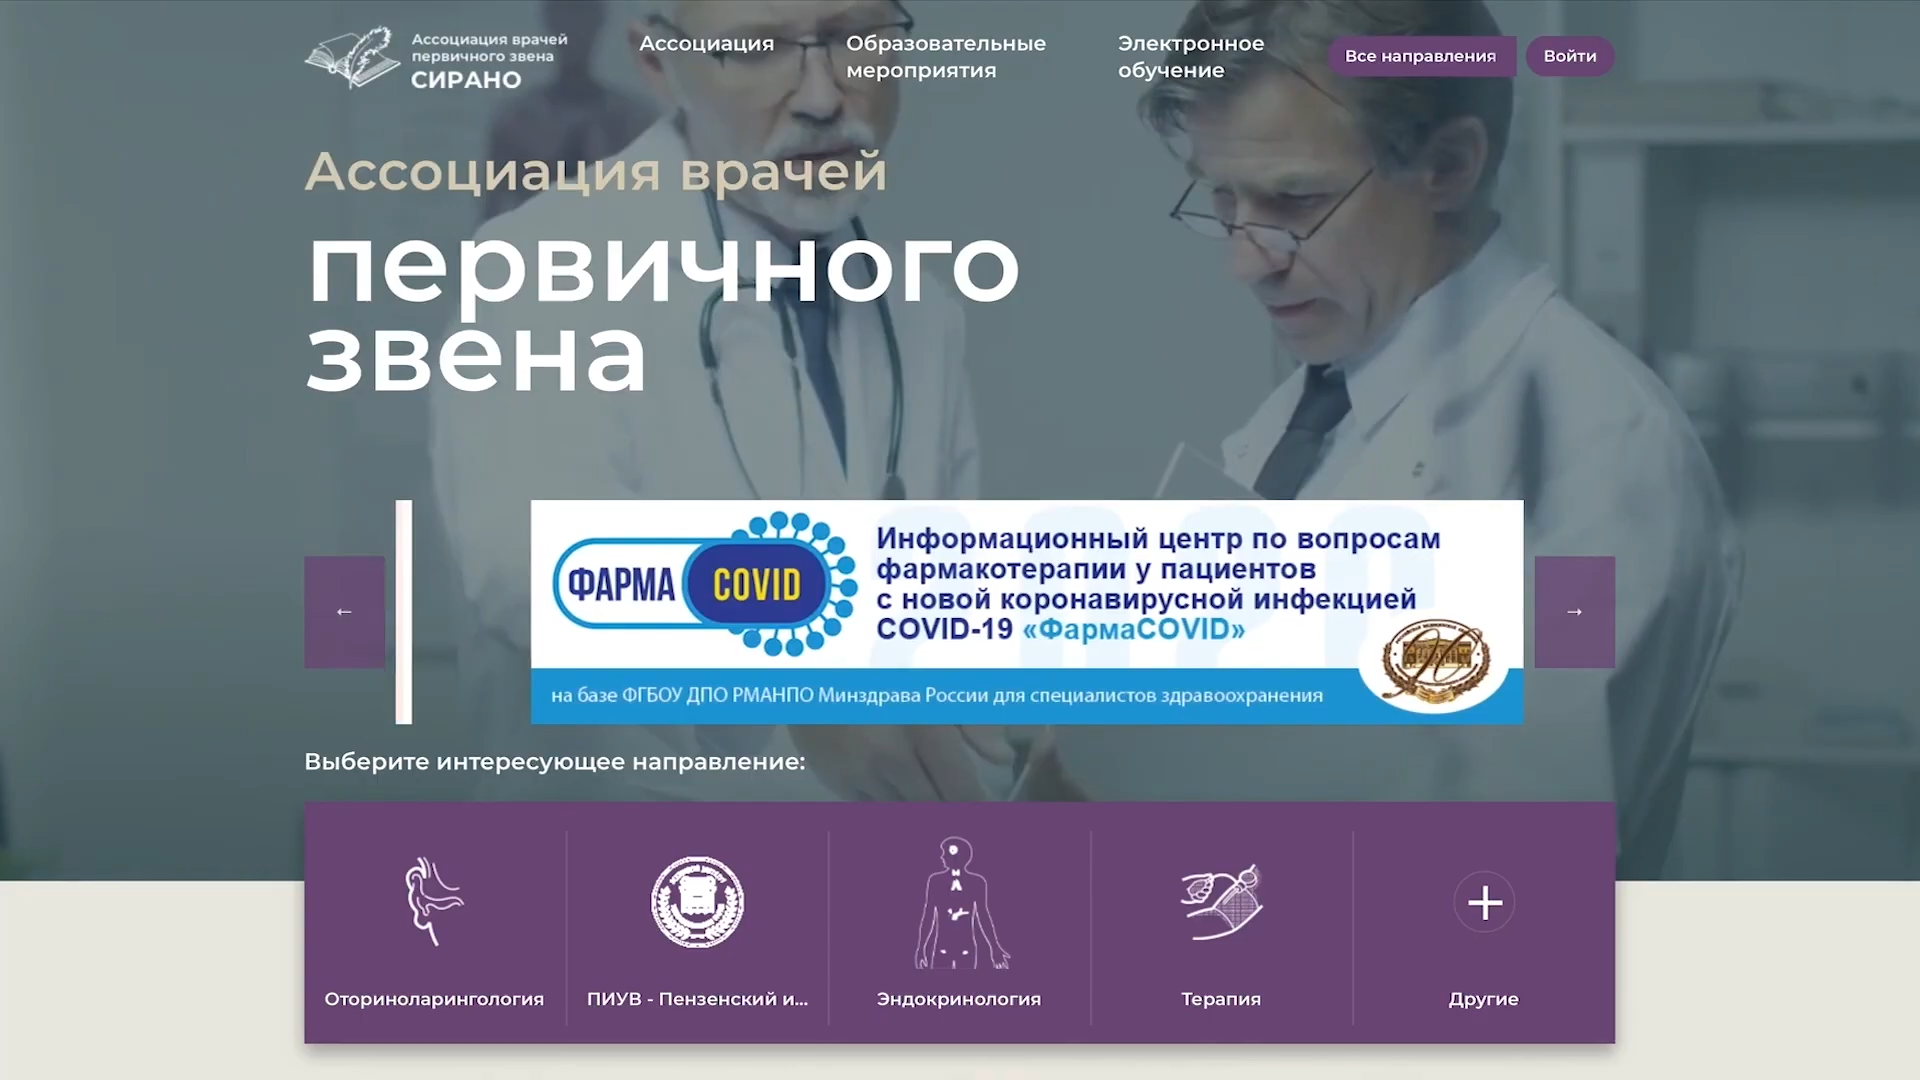 Ассоциация врачей
первичного звена
СИРАНО
Ассоциация
Образовательные
мероприятия
Электронное
обучение
Все направления
Войти
Ассоциация врачей
первичного
звена
ФАРМА COVID
Информационный центр по вопросам
фармакотерапии у пациентов
с новой коронавирусной инфекцией
COVID-19 «ФармаCOVID»
на базе ФГБОУ ДПО РМАНПО Минздрава России для специалистов здравоохранения
←
→
Выберите интересующее направление:
Оториноларингология
ПИУВ - Пензенский и...
Эндокринология
Терапия
Другие